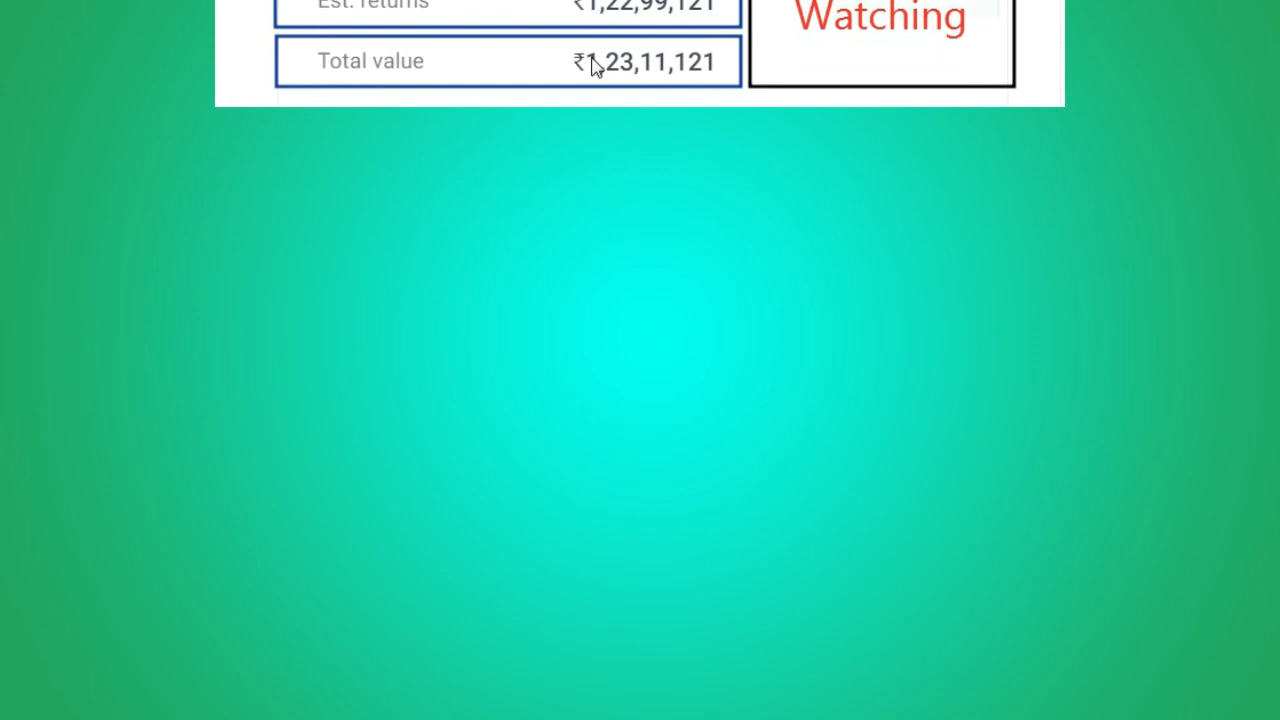 Est. returns ₹1,22,99,121
Watching
Total value ₹1,23,11,121